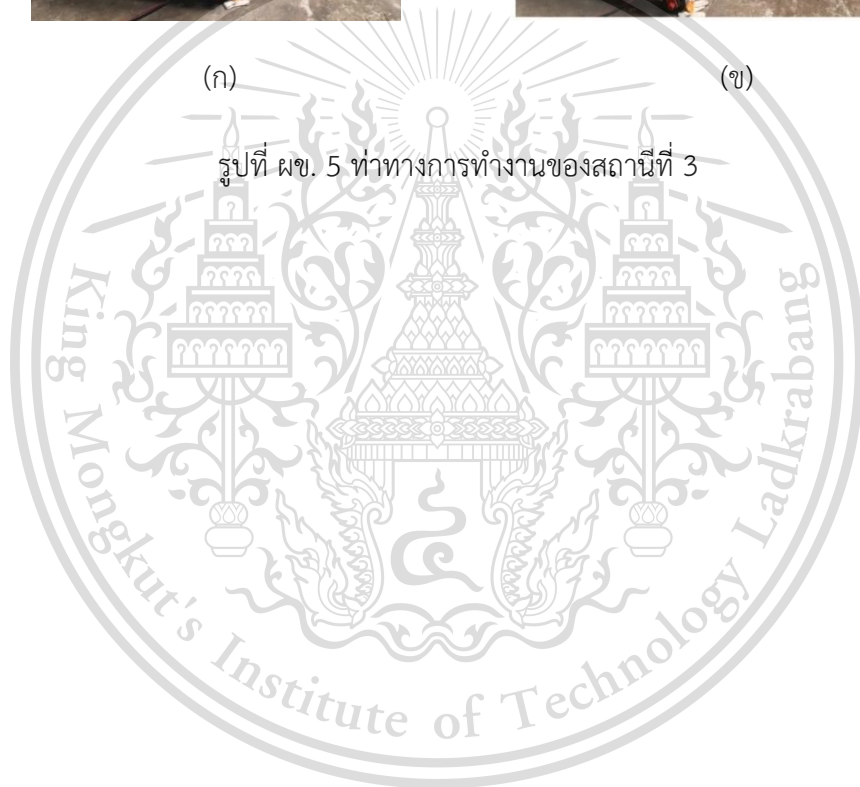 (ก) (ข)
รูปที่ ผข. 5 ท่าทางการทำงานของสถานีที่ 3
King Mongkut's Institute of Technology Ladkrabang